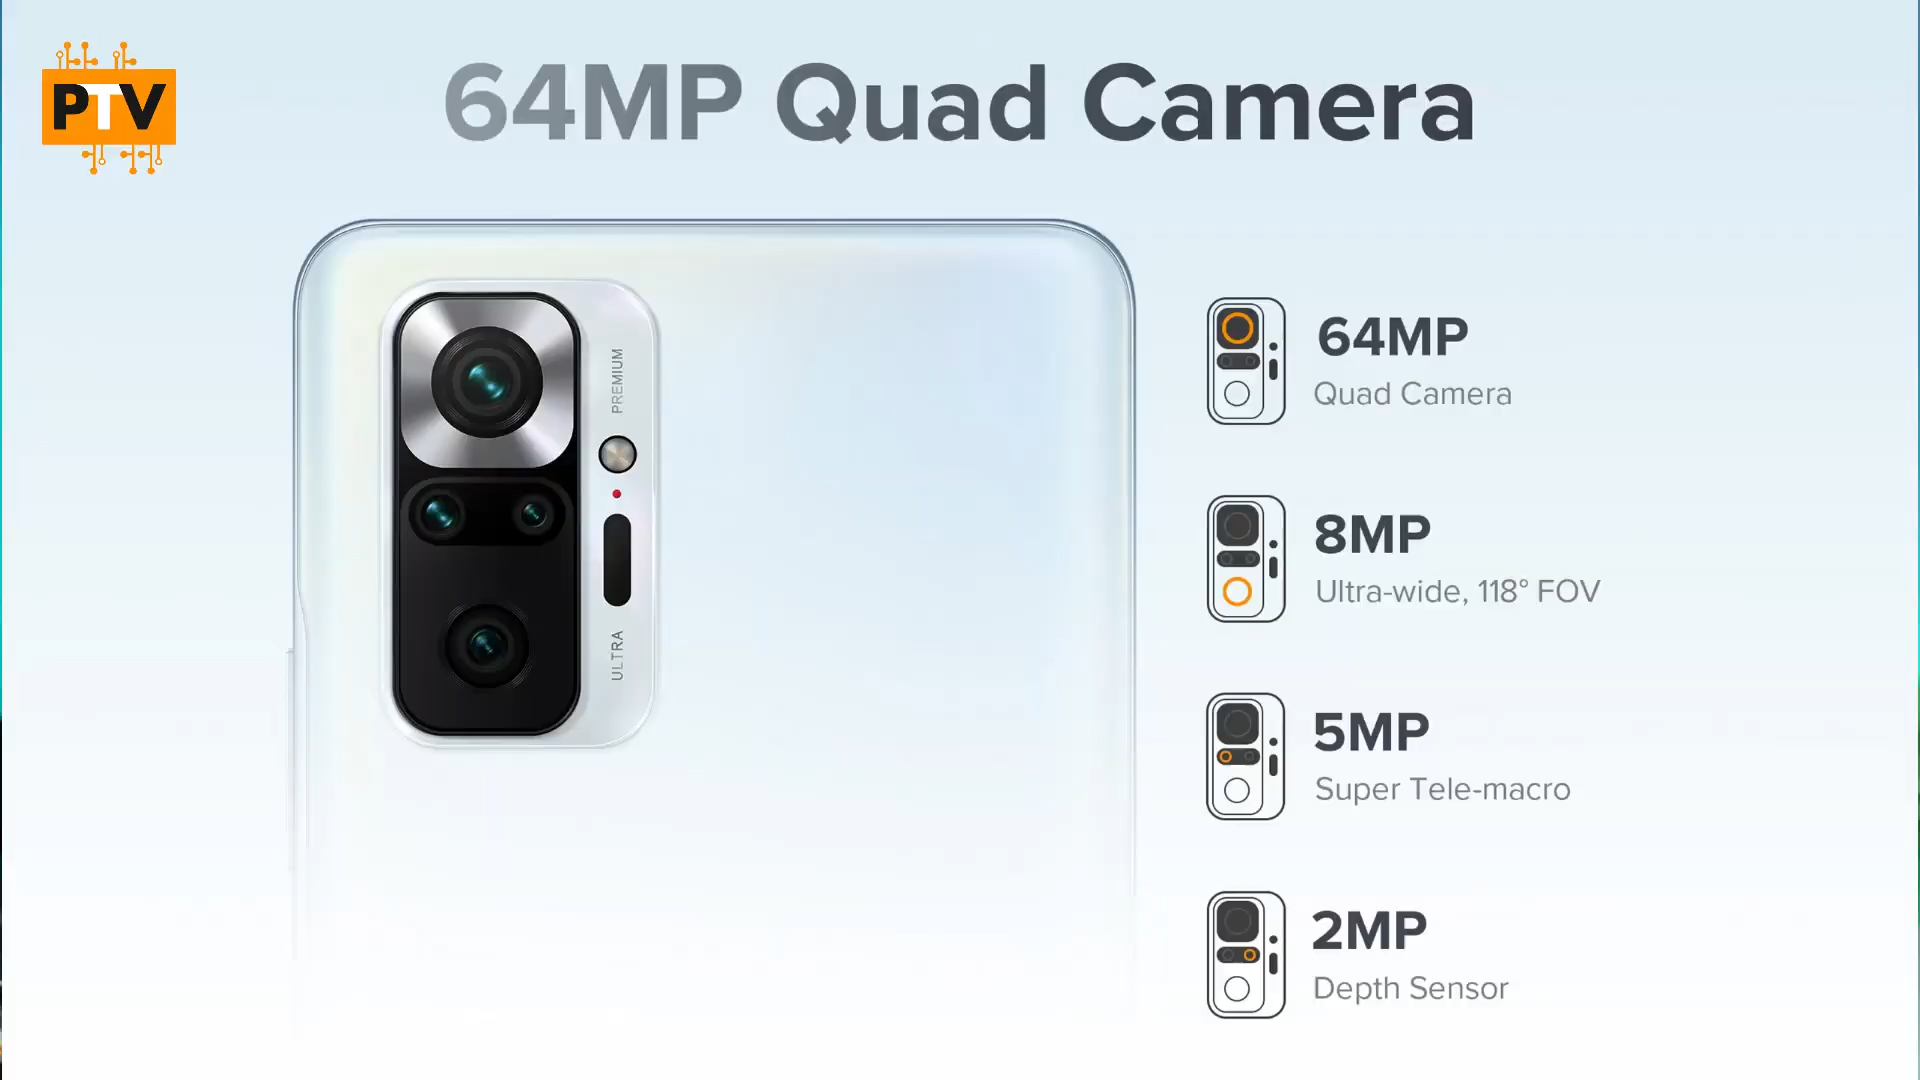 PTV
64MP Quad Camera
PREMIUM
ULTRA
64MP
Quad Camera
8MP
Ultra-wide, 118° FOV
5MP
Super Tele-macro
2MP
Depth Sensor